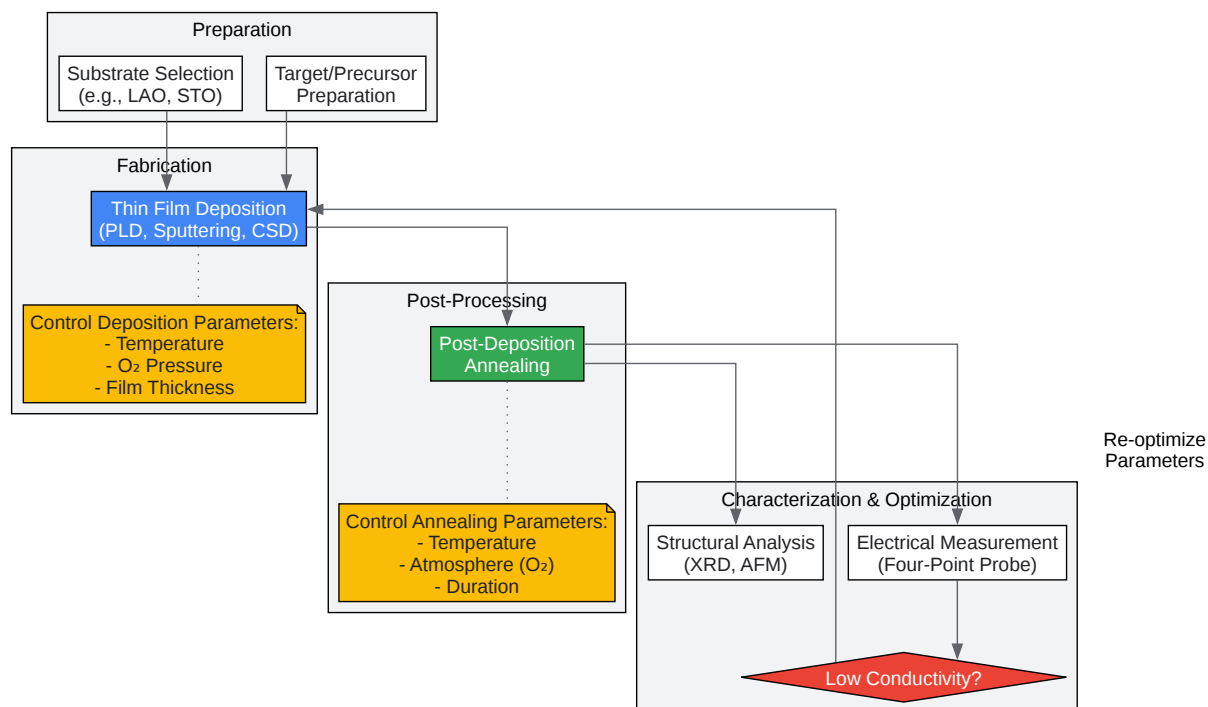 Preparation
Substrate Selection
(e.g., LAO, STO)
Target/Precursor
Preparation
Fabrication
Thin Film Deposition
(PLD, Sputtering, CSD)
Control Deposition Parameters:
- Temperature
- O₂ Pressure
- Film Thickness
Post-Processing
Post-Deposition
Annealing
Control Annealing Parameters:
- Temperature
- Atmosphere (O₂)
- Duration
Re-optimize
Parameters
Characterization & Optimization
Structural Analysis
(XRD, AFM)
Electrical Measurement
(Four-Point Probe)
Low Conductivity?